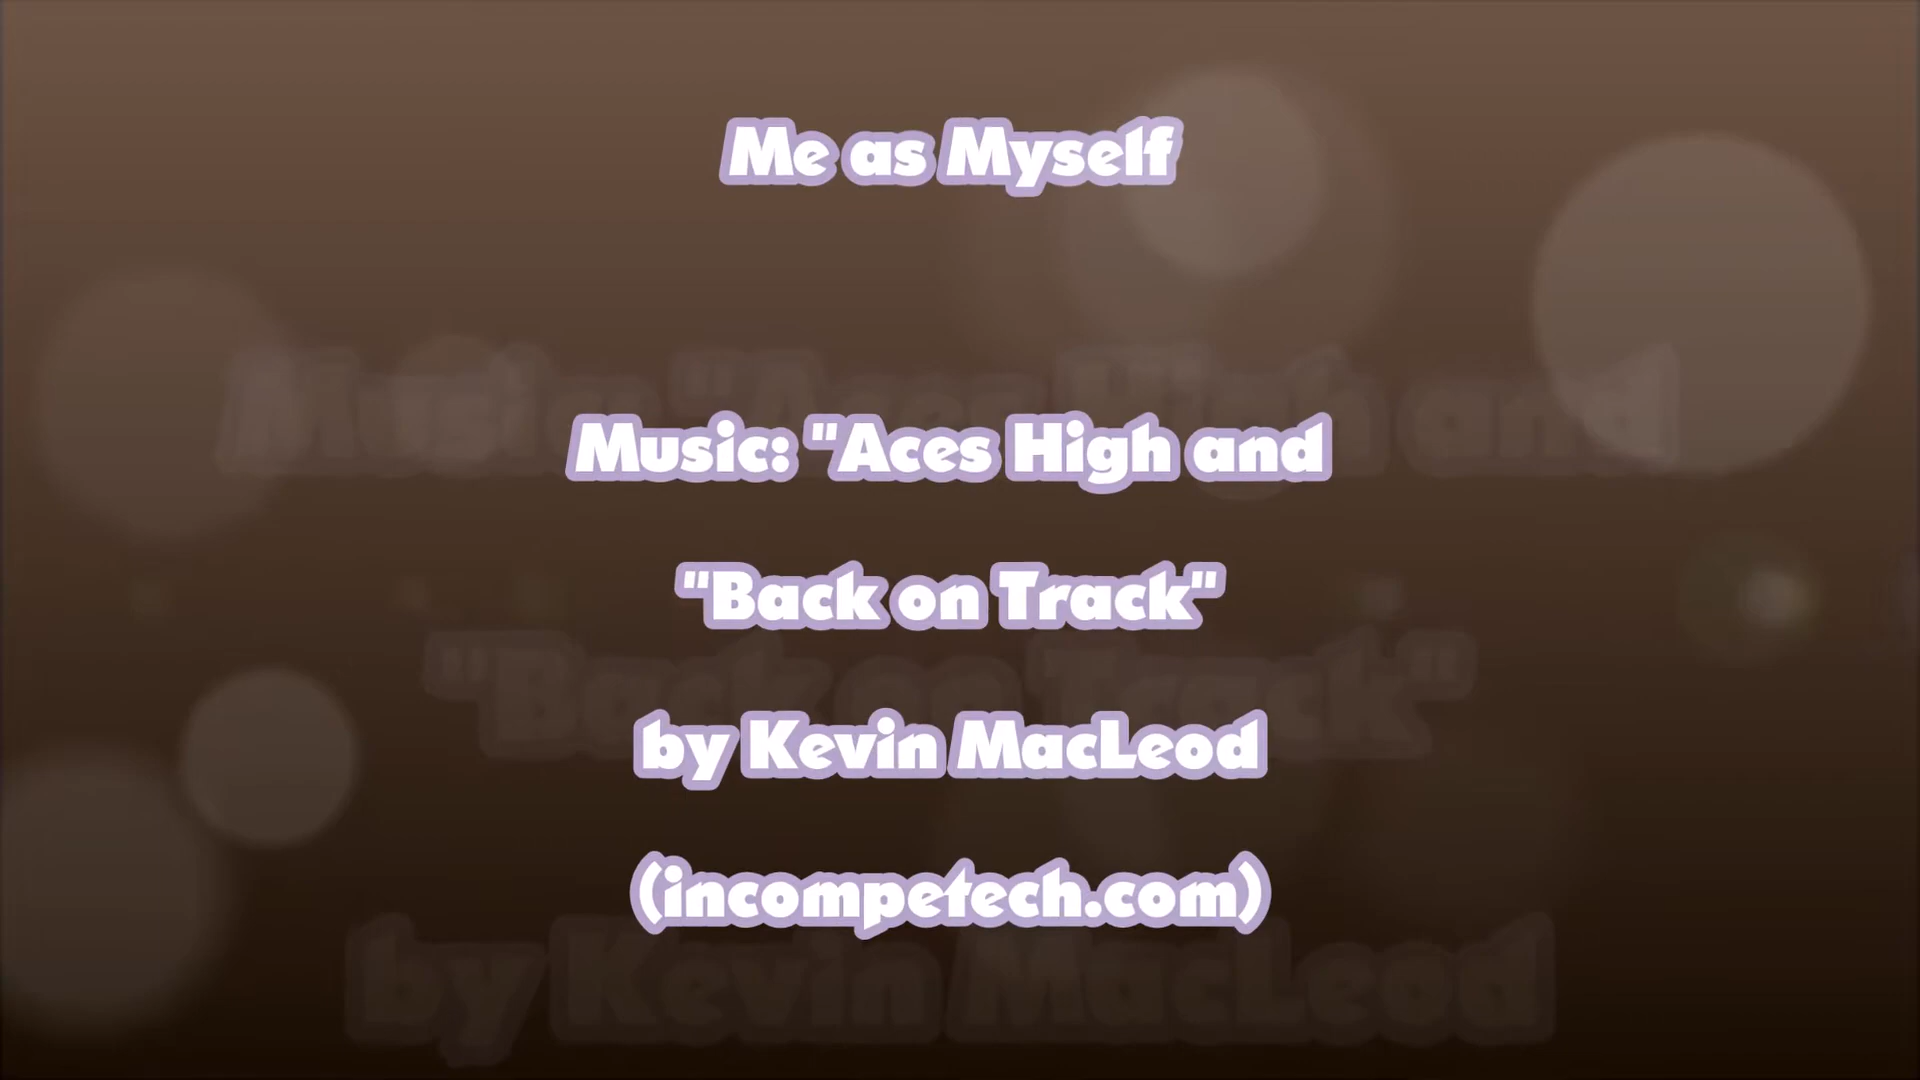 Me as Myself
Music: "Aces High and
"Back on Track"
by Kevin MacLeod
(incompetech.com)